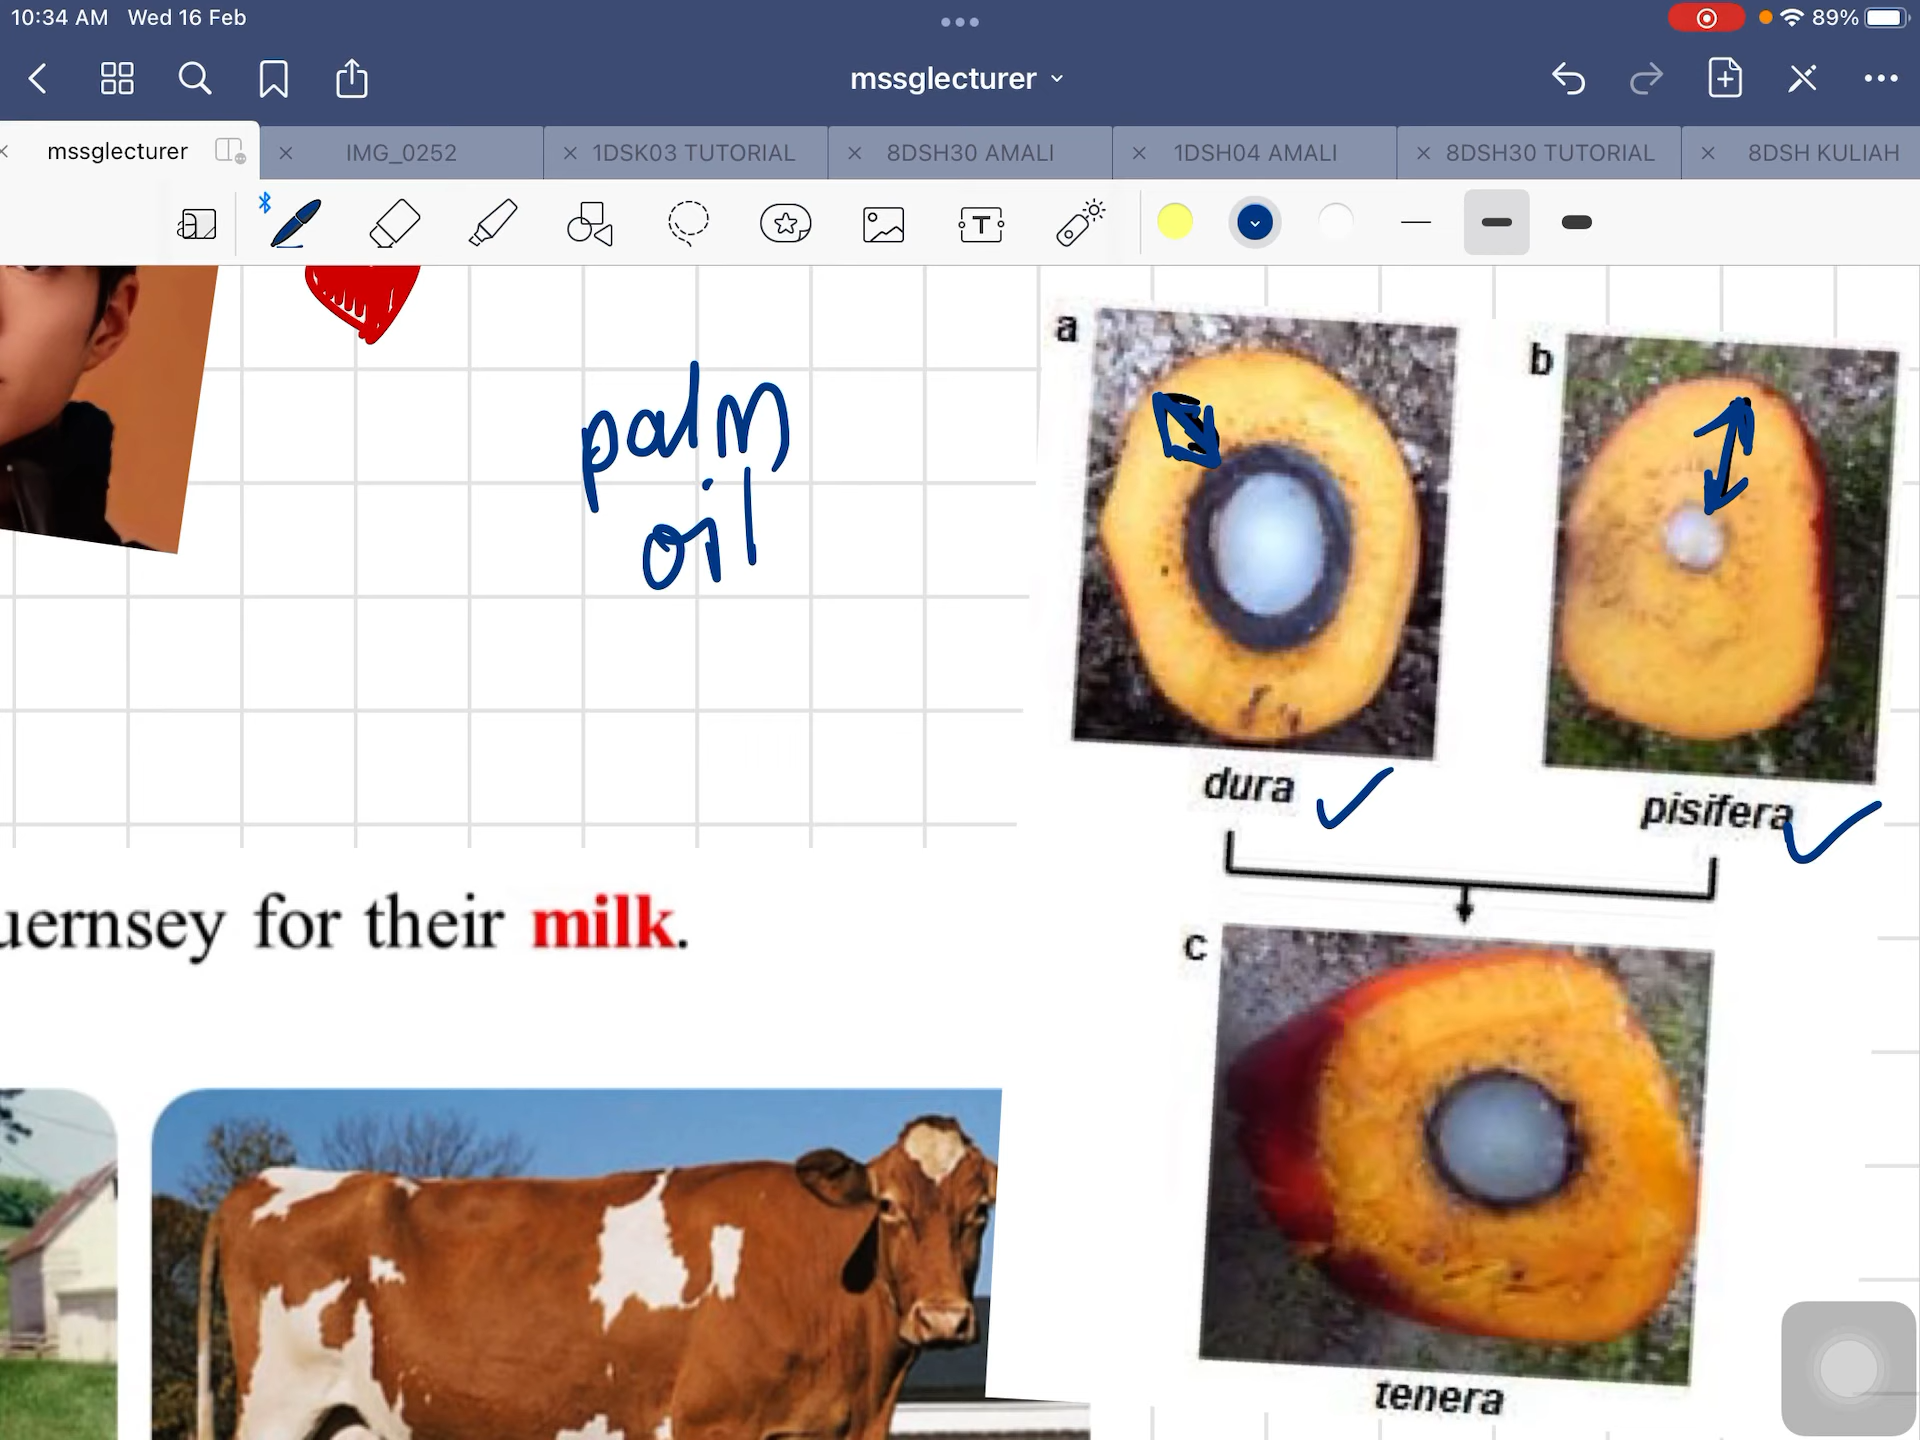 10:34 AM Wed 16 Feb
89%
mssglecturer
mssglecturer
IMG_0252
1DSK03 TUTORIAL
8DSH30 AMALI
1DSH04 AMALI
8DSH30 TUTORIAL
8DSH KULIAH
palm
oil
a
b
dura
pisifera
uernsey for their milk.
c
tenera